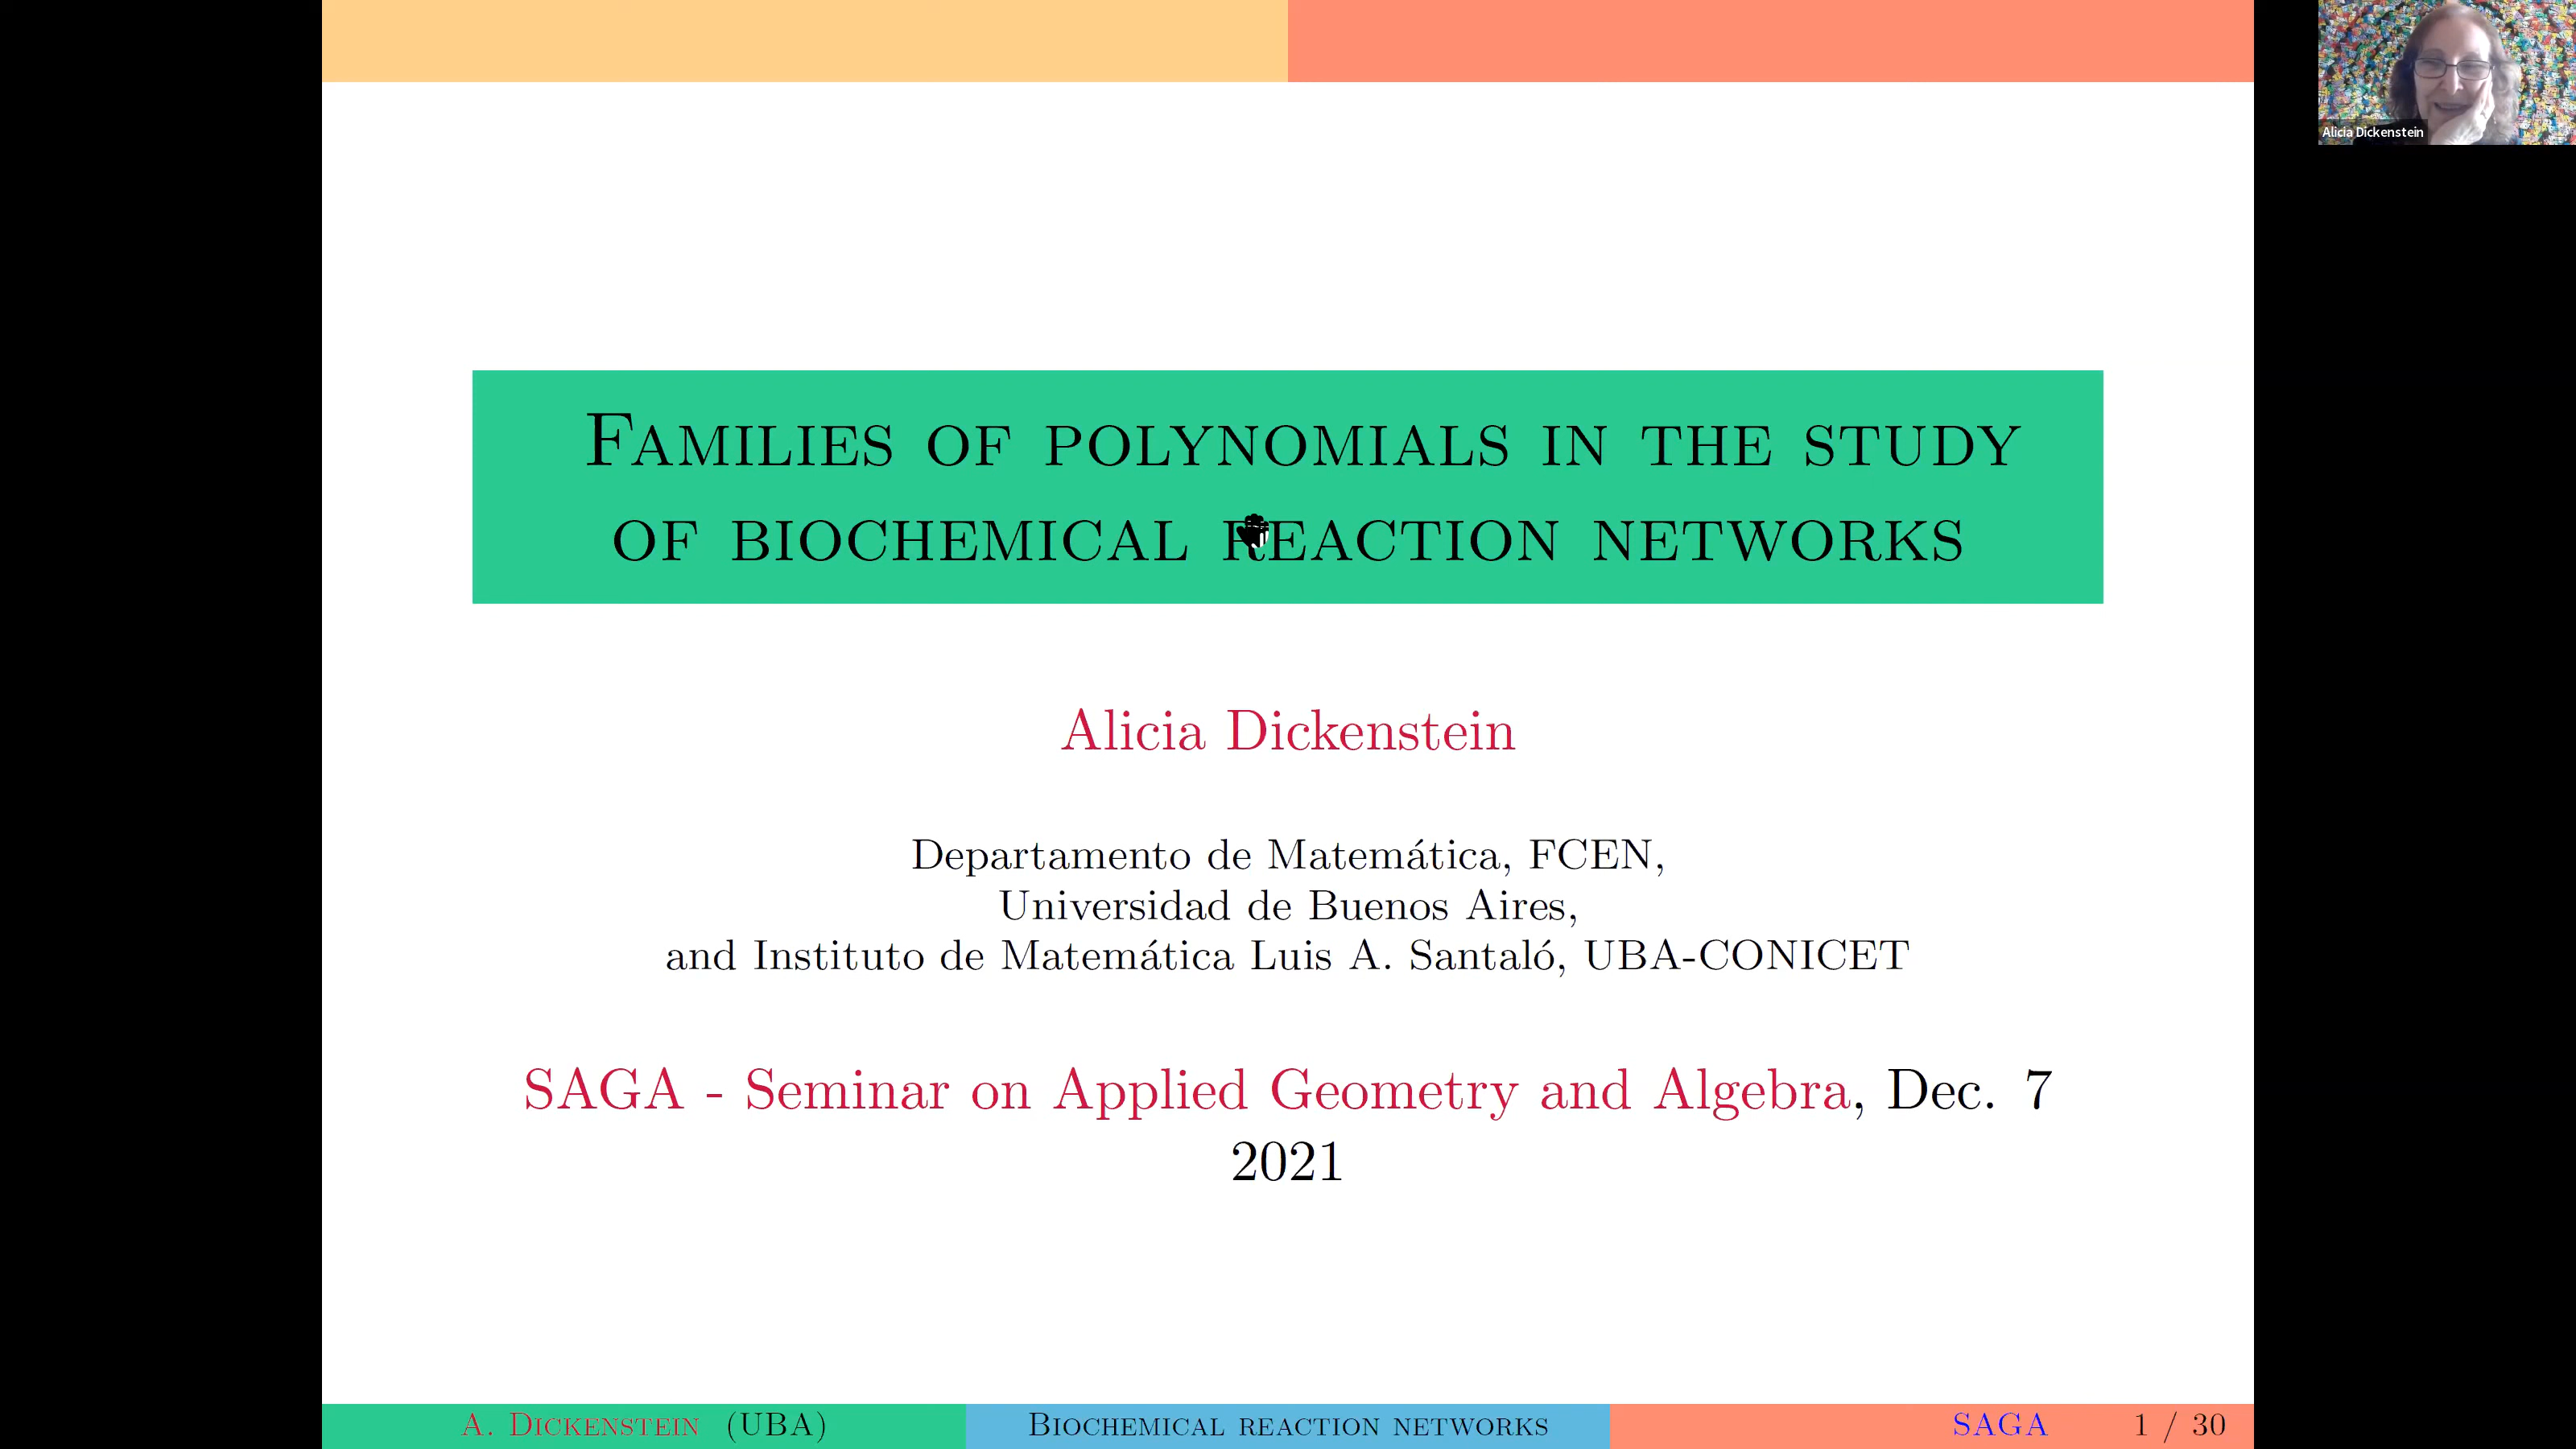 Alicia Dickenstein
FAMILIES OF POLYNOMIALS IN THE STUDY
OF BIOCHEMICAL REACTION NETWORKS
Alicia Dickenstein
Departamento de Matemática, FCEN,
Universidad de Buenos Aires,
and Instituto de Matemática Luis A. Santaló, UBA-CONICET
SAGA - Seminar on Applied Geometry and Algebra, Dec. 7
2021
A. DICKENSTEIN (UBA)
BIOCHEMICAL REACTION NETWORKS
SAGA
1 / 30